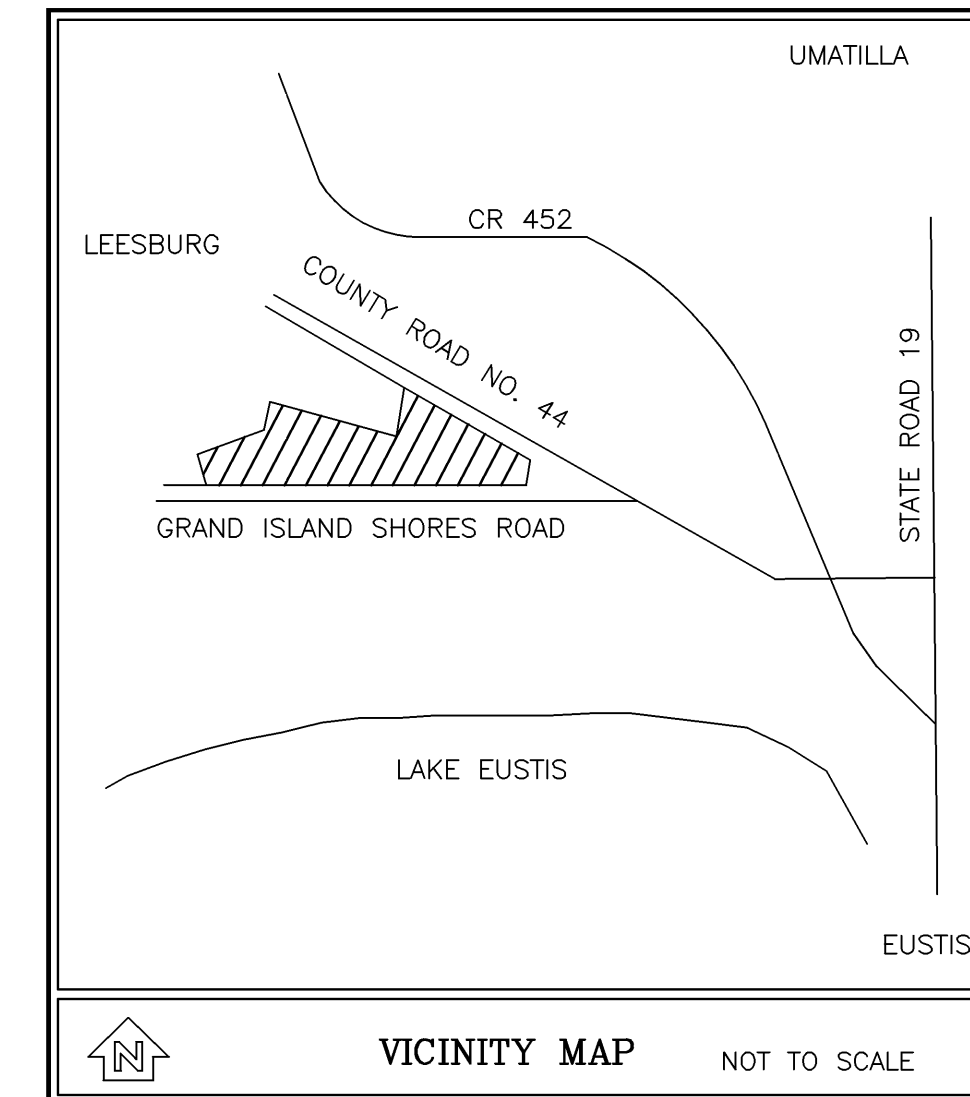 UMATILLA
CR 452
LEESBURG
COUNTY ROAD NO. 44
STATE ROAD 19
GRAND ISLAND SHORES ROAD
LAKE EUSTIS
EUSTIS
N
VICINITY MAP
NOT TO SCALE